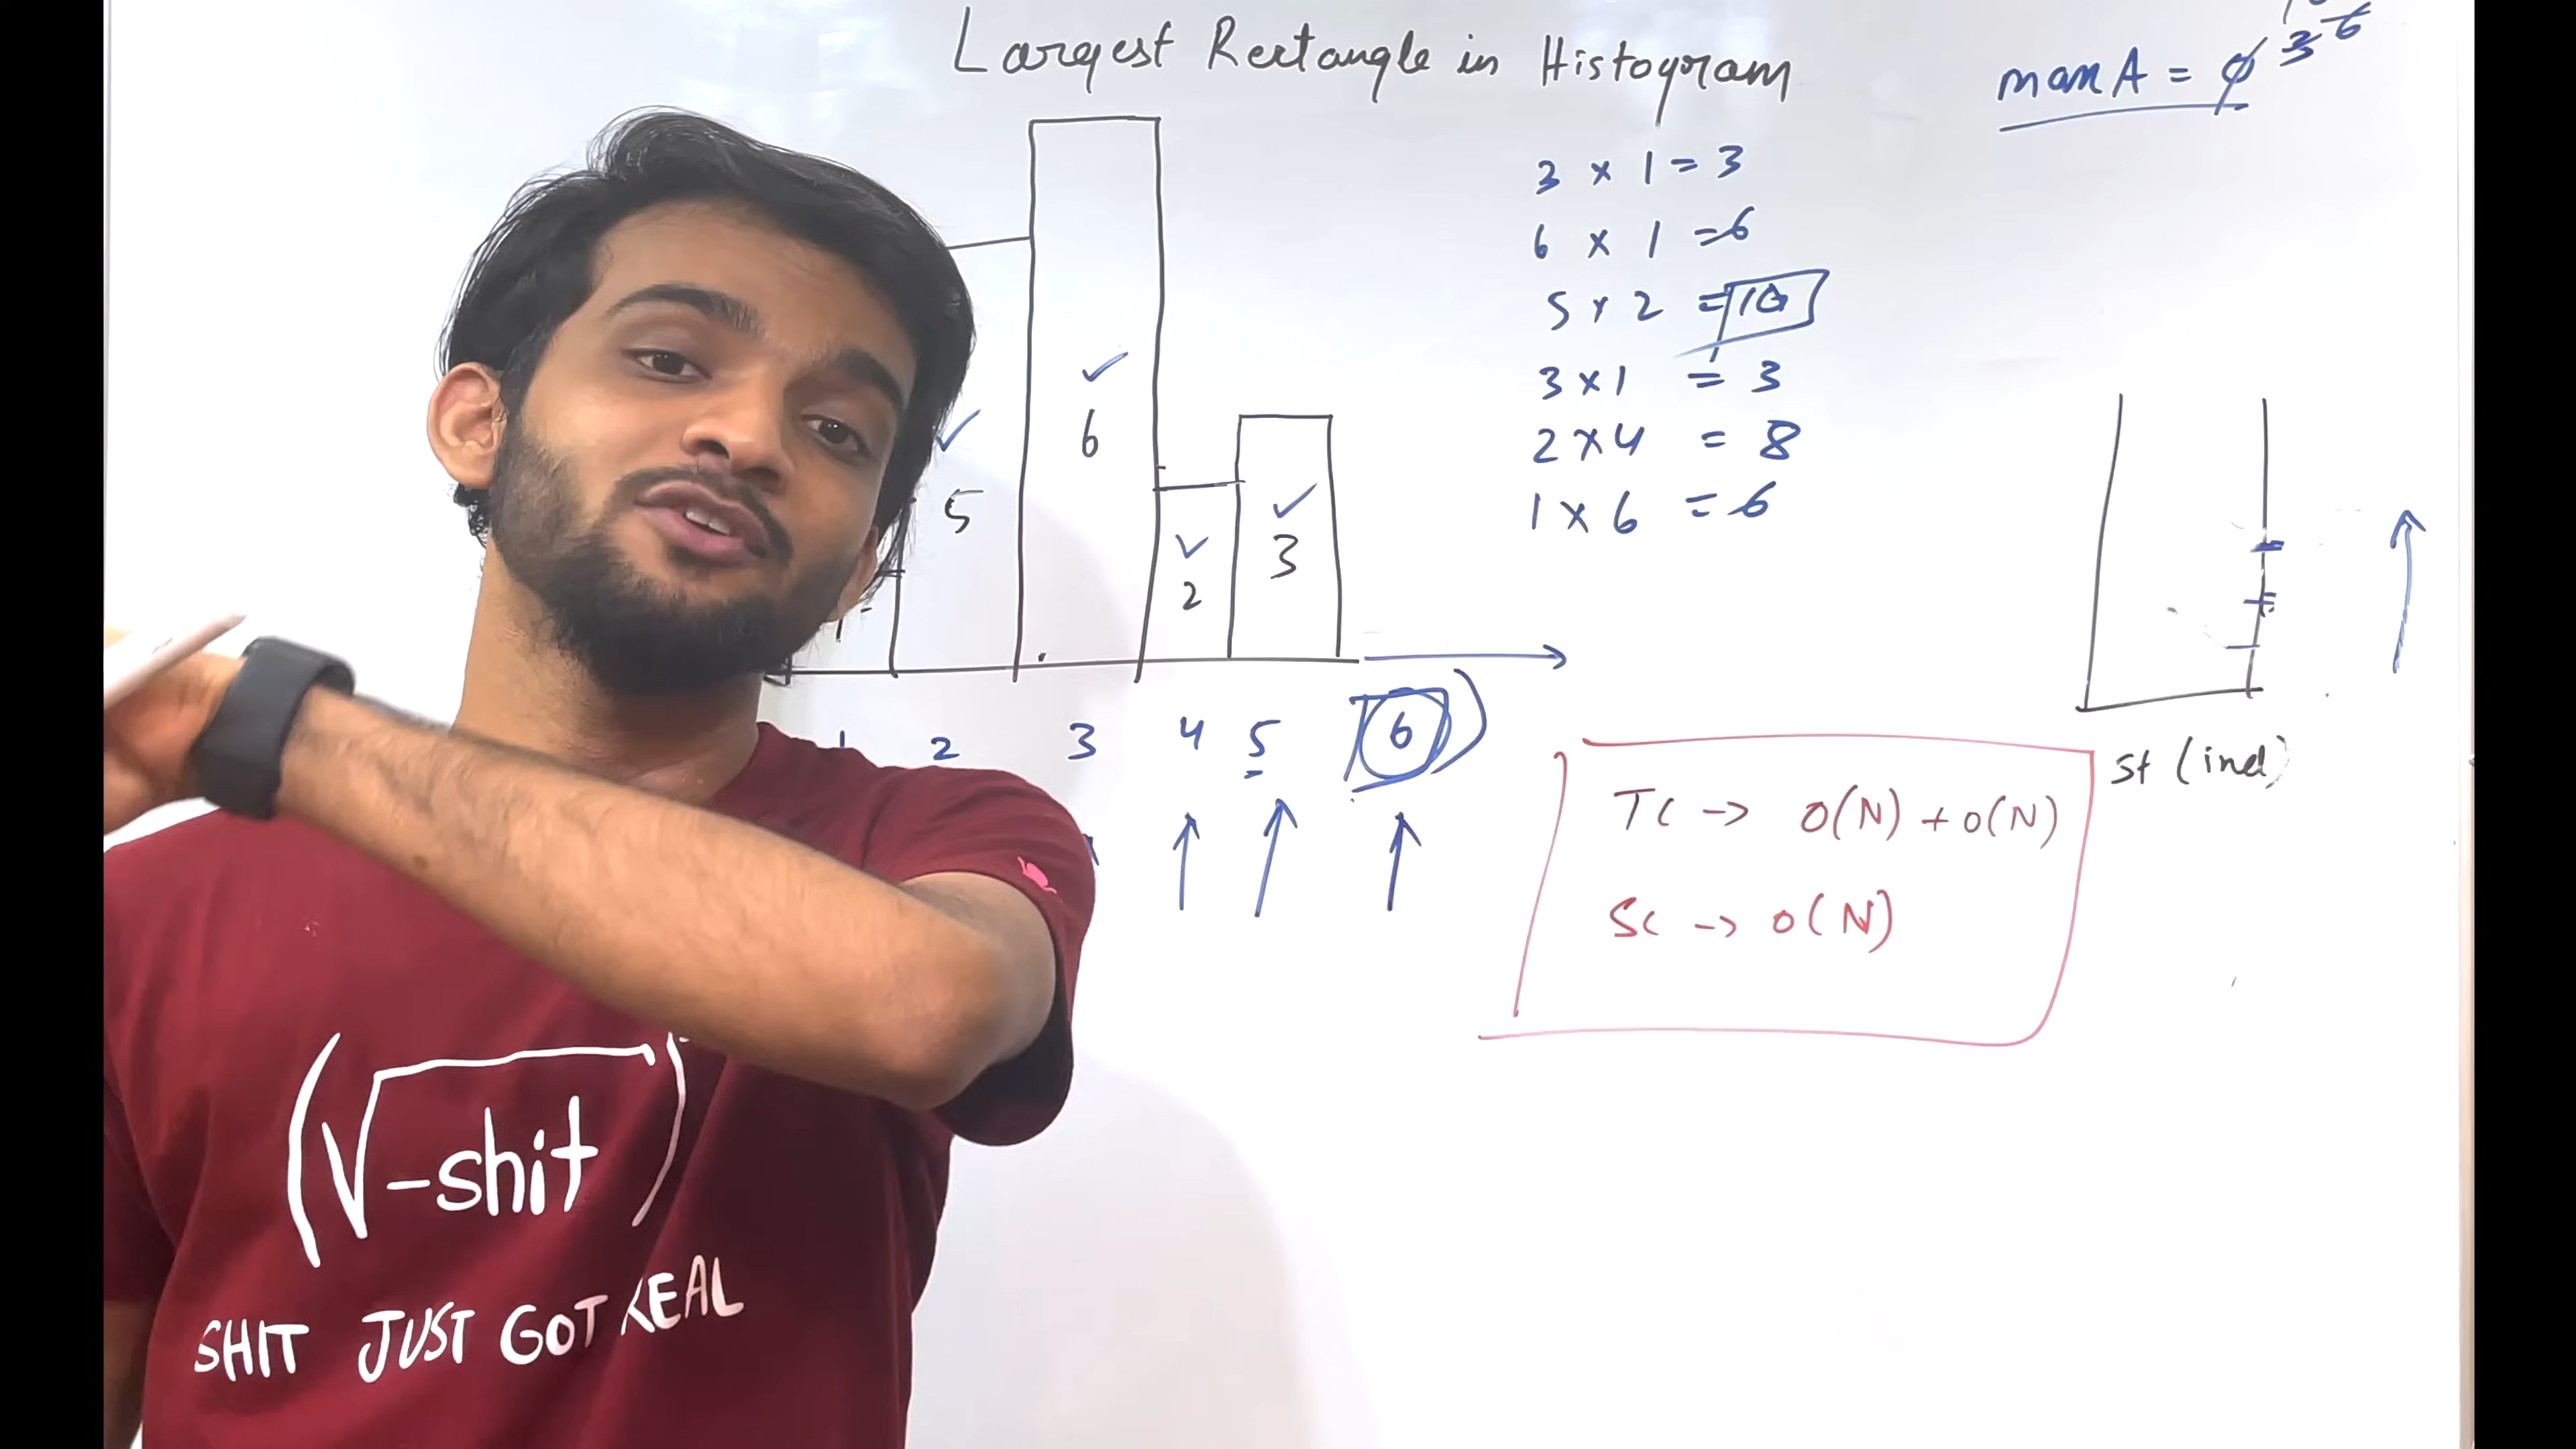 Largest Rectangle in Histogram
maxA = 0 3 6
3 x 1 = 3
6 x 1 = 6
5 x 2 = 10
3 x 1 = 3
2 x 4 = 8
1 x 6 = 6
5
6
2
3
1 2 3 4 5 6
st (ind)
TC -> O(N) + O(N)
SC -> O(N)
(√-shit)
SHIT JUST GOT REAL